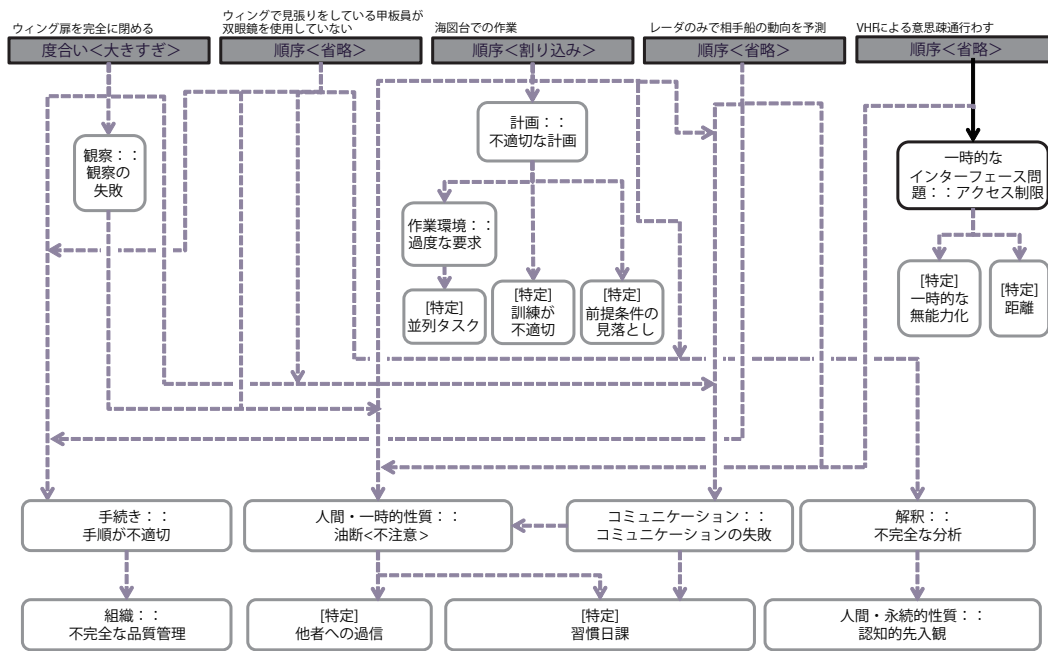 ウィング扉を完全に閉める
度合い<大きすぎ>
ウィングで見張りをしている甲板員が
双眼鏡を使用していない
順序<省略>
海図台での作業
順序<割り込み>
レーダのみで相手船の動向を予測
順序<省略>
VHFによる意思疎通行わず
順序<省略>
観察：：
観察の
失敗
計画：：
不適切な計画
一時的な
インターフェース問
題：：アクセス制限
作業環境：：
過度な要求
[特定]
並列タスク
[特定]
訓練が
不適切
[特定]
前提条件の
見落とし
[特定]
一時的な
無能力化
[特定]
距離
手続き：：
手順が不適切
人間・一時的性質：：
油断<不注意>
コミュニケーション：：
コミュニケーションの失敗
解釈：：
不完全な分析
組織：：
不完全な品質管理
[特定]
他者への過信
[特定]
習慣日課
人間・永続的性質：：
認知的先入観